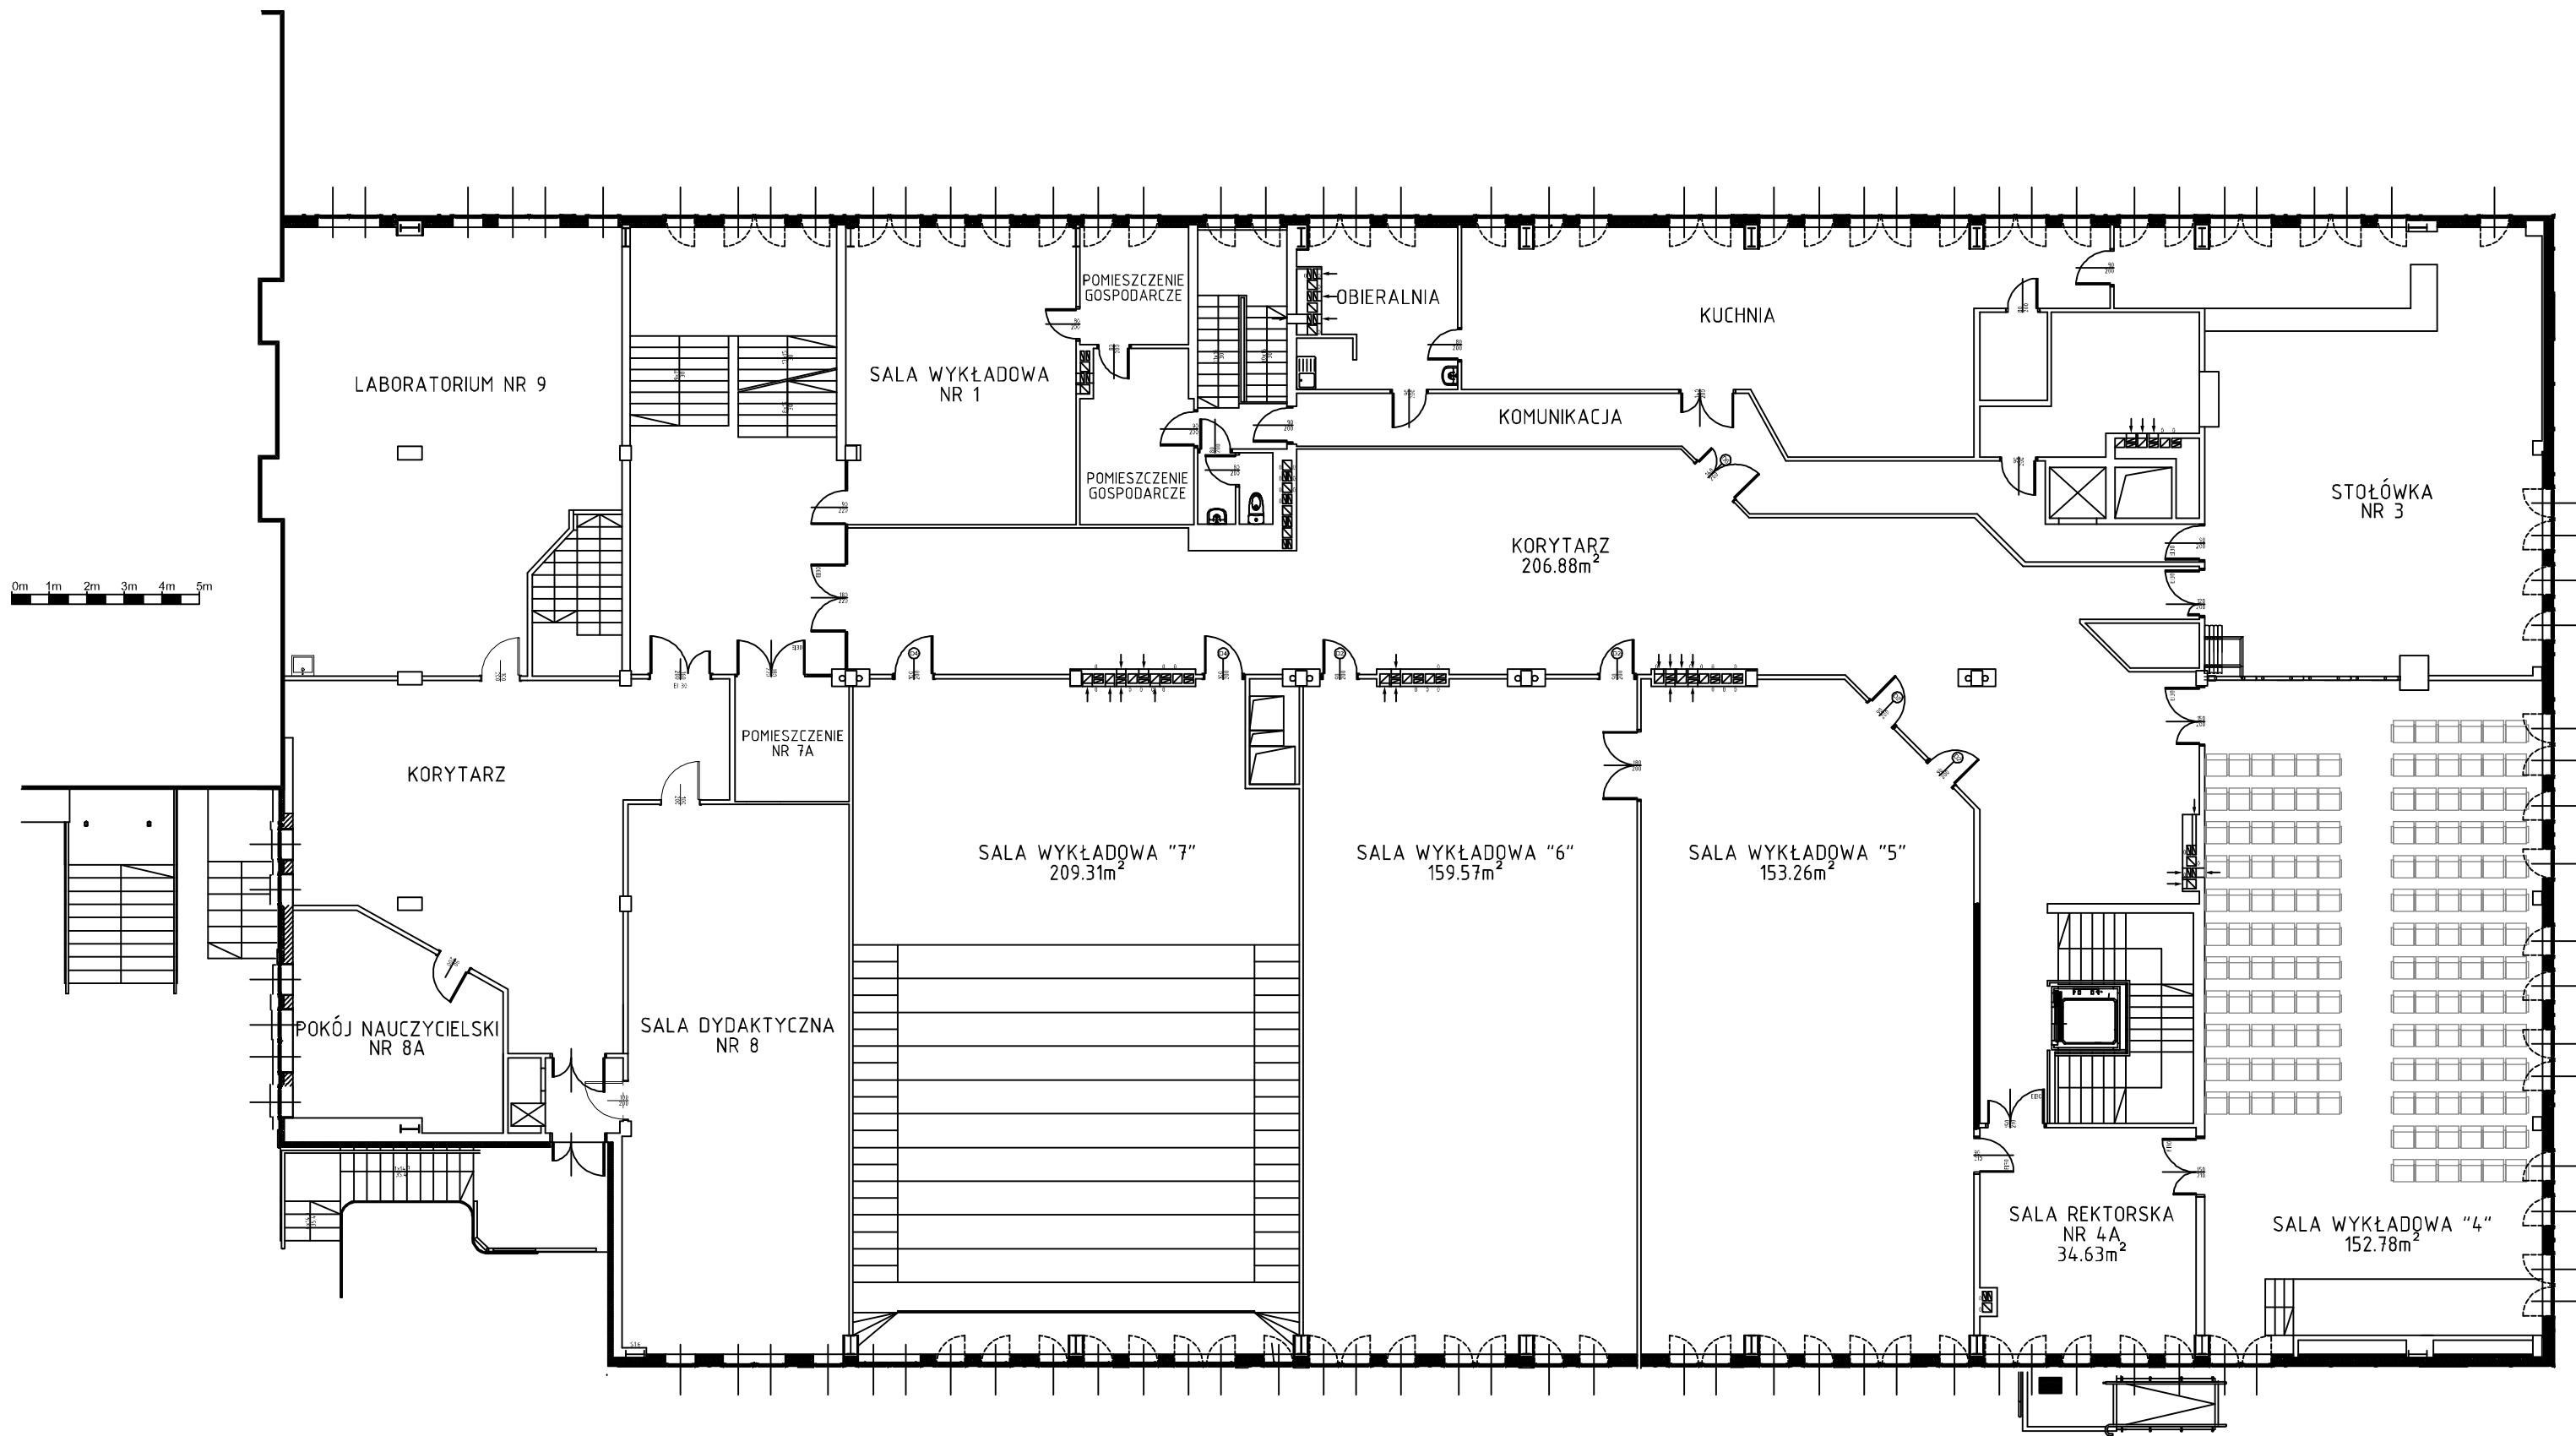 POMIESZCZENIE
GOSPODARCZE
OBIERALNIA
KUCHNIA
LABORATORIUM NR 9
SALA WYKŁADOWA
NR 1
KOMUNIKACJA
POMIESZCZENIE
GOSPODARCZE
STOŁÓWKA
NR 3
KORYTARZ
206.88m²
0m 1m 2m 3m 4m 5m
POMIESZCZENIE
NR 7A
KORYTARZ
SALA WYKŁADOWA "7"
209.31m²
SALA WYKŁADOWA "6"
159.57m²
SALA WYKŁADOWA "5"
153.26m²
POKÓJ NAUCZYCIELSKI
NR 8A
SALA DYDAKTYCZNA
NR 8
SALA REKTORSKA
NR 4A
34.63m²
SALA WYKŁADOWA "4"
152.78m²